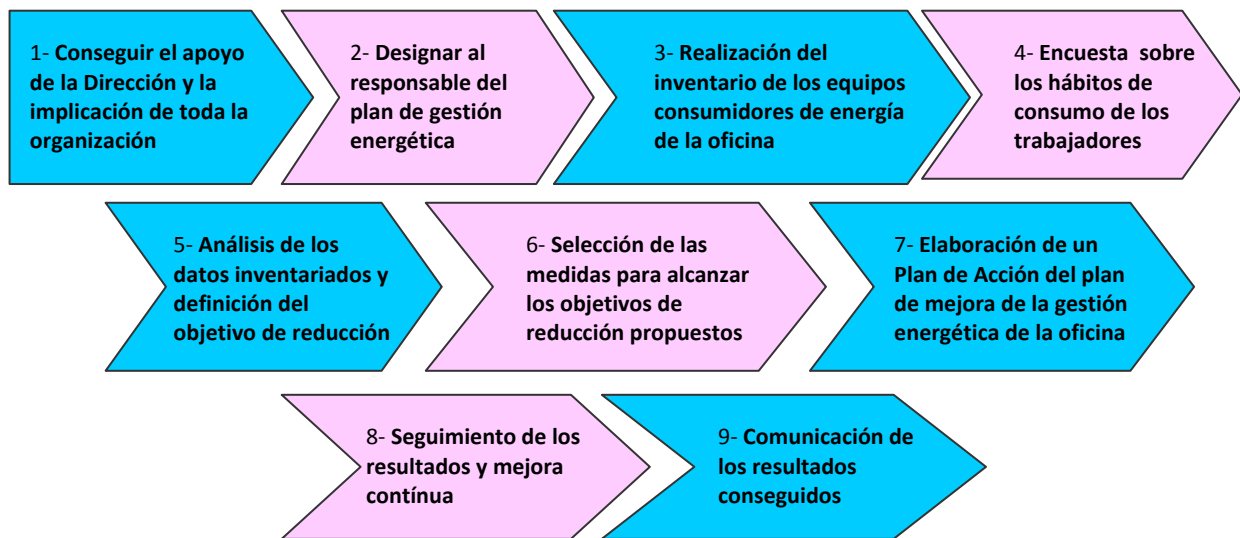 1- Conseguir el apoyo
de la Dirección y la
implicación de toda la
organización
2- Designar al
responsable del
plan de gestión
energética
3- Realización del
inventario de los equipos
consumidores de energía
de la oficina
4- Encuesta sobre
los hábitos de
consumo de los
trabajadores
5- Análisis de los
datos inventariados y
definición del
objetivo de reducción
6- Selección de las
medidas para alcanzar
los objetivos de
reducción propuestos
7- Elaboración de un
Plan de Acción del plan
de mejora de la gestión
energética de la oficina
8- Seguimiento de los
resultados y mejora
contínua
9- Comunicación de
los resultados
conseguidos